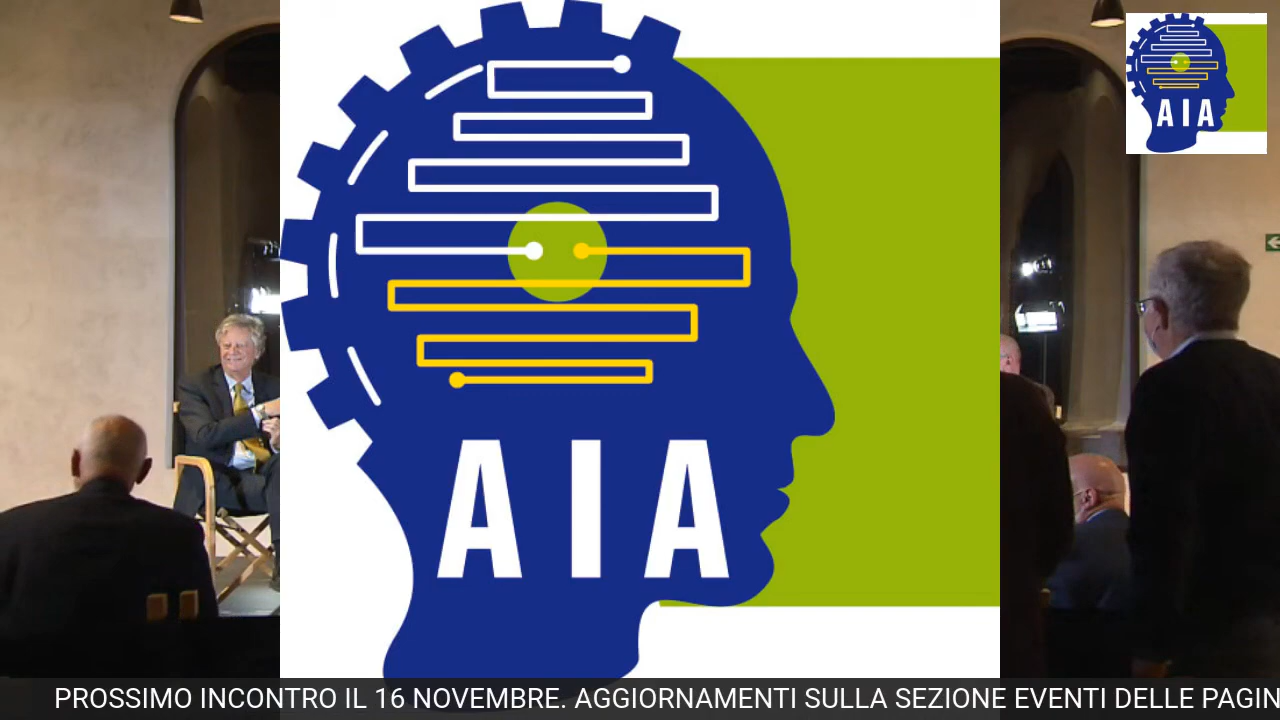 AIA
AIA
PROSSIMO INCONTRO IL 16 NOVEMBRE. AGGIORNAMENTI SULLA SEZIONE EVENTI DELLE PAGIN